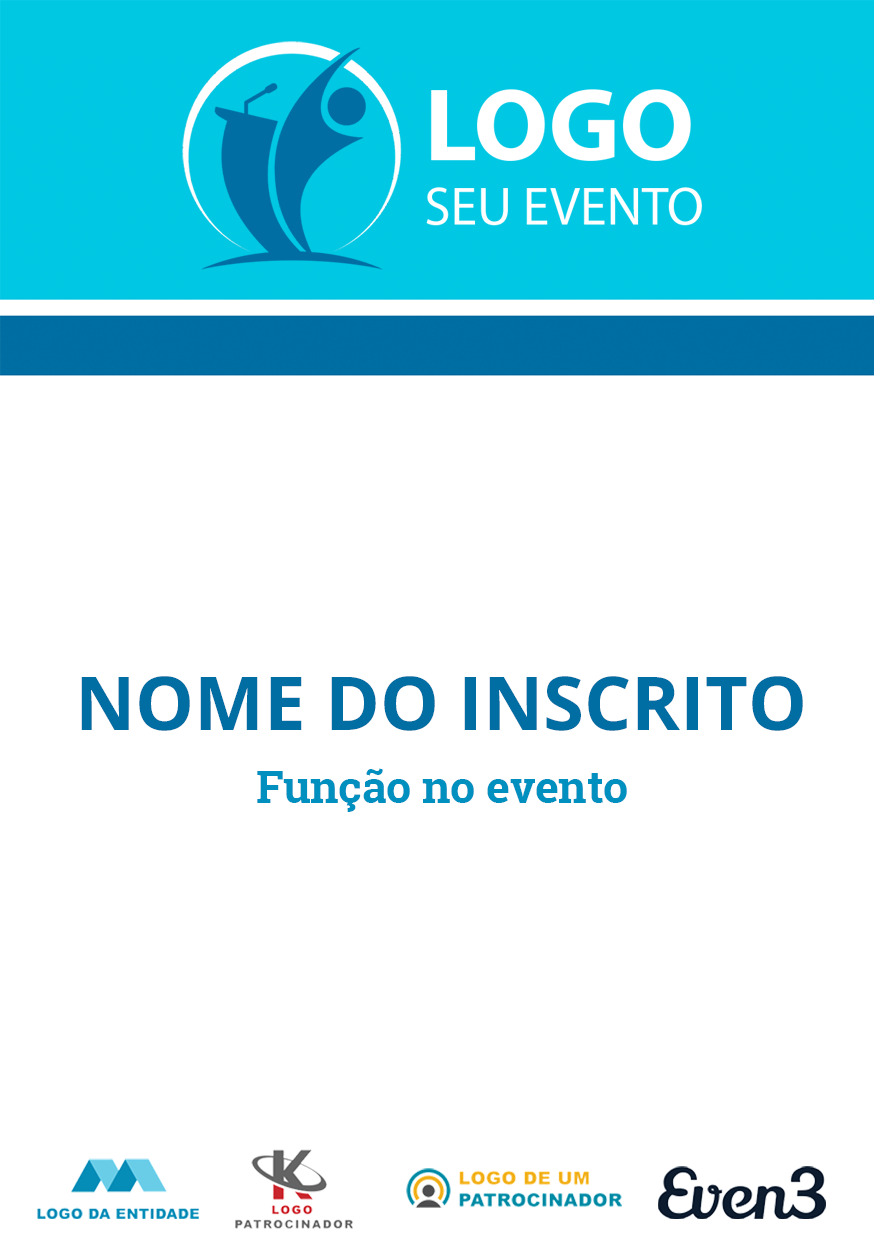 LOGO
SEU EVENTO
NOME DO INSCRITO
Função no evento
LOGO DA ENTIDADE
K
LOGO
PATROCINADOR
LOGO DE UM
PATROCINADOR
Even3